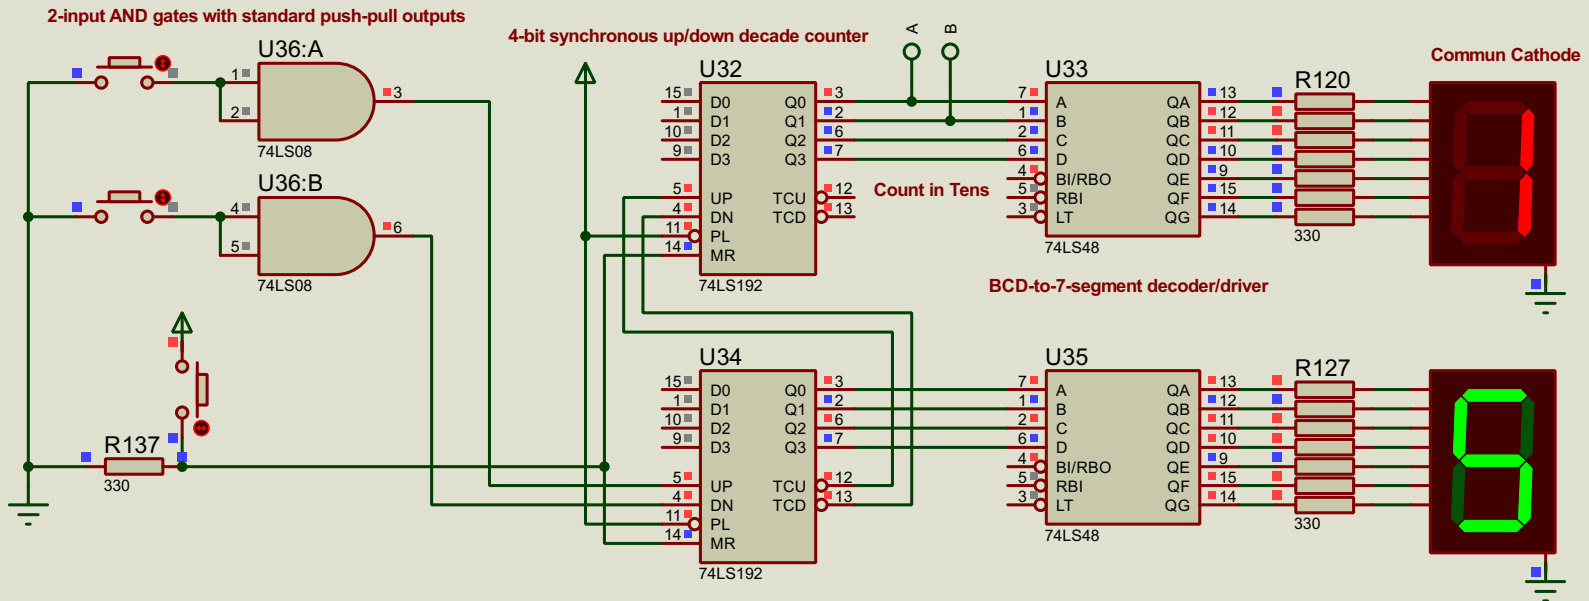 2-input AND gates with standard push-pull outputs
4-bit synchronous up/down decade counter
Commun Cathode
A
B
U36:A
1
2
3
74LS08
U36:B
4
5
6
74LS08
R137
330
U32
15 D0 Q0 3
1 D1 Q1 2
10 D2 Q2 6
9 D3 Q3 7
5 UP TCU 12
4 DN TCD 13
11 PL
14 MR
74LS192
Count in Tens
U33
7 A QA 13
1 B QB 12
2 C QC 11
6 D QD 10
4 BI/RBO QE 9
5 RBI QF 15
3 LT QG 14
74LS48
R120
330
1
BCD-to-7-segment decoder/driver
U34
15 D0 Q0 3
1 D1 Q1 2
10 D2 Q2 6
9 D3 Q3 7
5 UP TCU 12
4 DN TCD 13
11 PL
14 MR
74LS192
U35
7 A QA 13
1 B QB 12
2 C QC 11
6 D QD 10
4 BI/RBO QE 9
5 RBI QF 15
3 LT QG 14
74LS48
R127
330
5